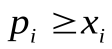 pᵢ ≥ xᵢ